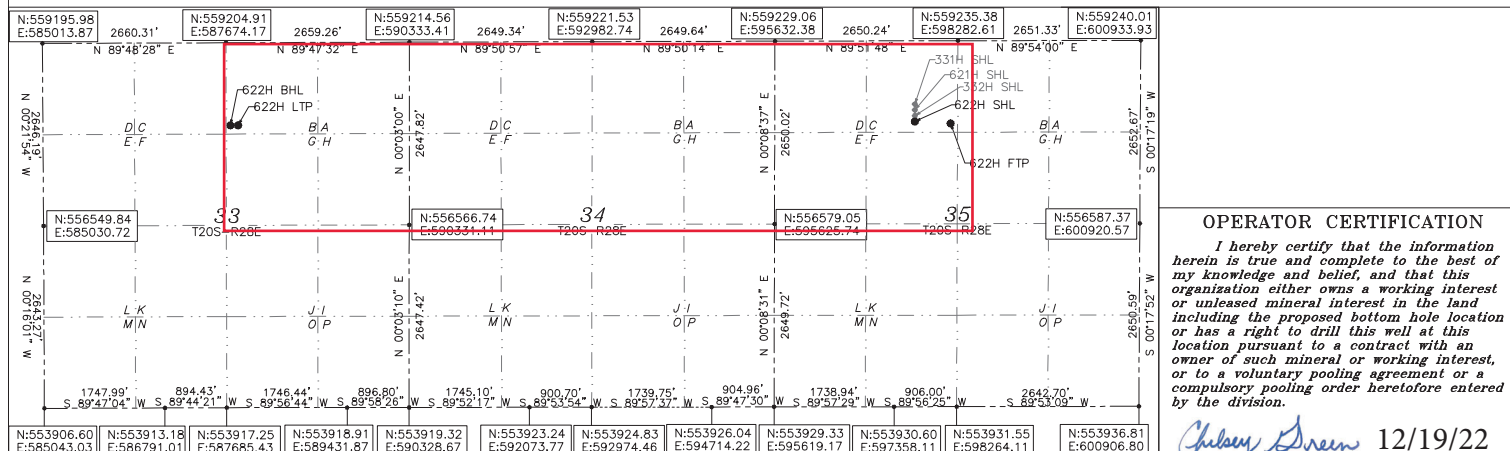 N:559195.98
E:585013.87
2660.31'
N 89°48'28" E
N:559204.91
E:587674.17
2659.26'
N 89°47'32" E
N:559214.56
E:590333.41
2649.34'
N 89°50'57" E
N:559221.53
E:592982.74
2649.64'
N 89°50'14" E
N:559229.06
E:595632.38
2650.24'
N 89°51'48" E
N:559235.38
E:598282.61
2651.33'
N 89°54'00" E
N:559240.01
E:600933.93
331H SHL
621H SHL
332H SHL
622H SHL
622H FTP
622H BHL
622H LTP
N 00°21'54" W
2646.19'
D C
E F
B A
G H
N 00°03'00" E
2647.82'
D C
E F
B A
G H
N 00°08'37" E
2650.02'
D C
E F
B A
G H
2652.67'
S 00°17'19" W
N:556549.84
E:585030.72
33
T20S R28E
N:556566.74
E:590331.11
34
T20S R28E
N:556579.05
E:595625.74
35
T20S R28E
N:556587.37
E:600920.57
N 00°16'01" W
2643.27'
L K
M N
J I
O P
N 00°03'10" E
2647.42'
L K
M N
J I
O P
N 00°08'31" E
2649.72'
L K
M N
J I
O P
2650.59'
S 00°17'52" W
1747.99'
S 89°47'04" W
894.43'
S 89°44'21" W
1746.44'
S 89°56'44" W
896.80'
S 89°58'26" W
1745.10'
S 89°52'17" W
900.70'
S 89°53'54" W
1739.75'
S 89°57'37" W
904.96'
S 89°47'30" W
1738.94'
S 89°57'29" W
906.00'
S 89°56'25" W
2642.70'
S 89°53'09" W
N:553906.60
E:585043.03
N:553913.18
E:586791.01
N:553917.25
E:587685.43
N:553918.91
E:589431.87
N:553919.32
E:590328.67
N:553923.24
E:592073.77
N:553924.83
E:592974.46
N:553926.04
E:594714.22
N:553929.33
E:595619.17
N:553930.60
E:597358.11
N:553931.55
E:598264.11
N:553936.81
E:600906.80
OPERATOR CERTIFICATION
I hereby certify that the information
herein is true and complete to the best of
my knowledge and belief, and that this
organization either owns a working interest
or unleased mineral interest in the land
including the proposed bottom hole location
or has a right to drill this well at this
location pursuant to a contract with an
owner of such mineral or working interest,
or to a voluntary pooling agreement or a
compulsory pooling order heretofore entered
by the division.
Chelsey Green 12/19/22